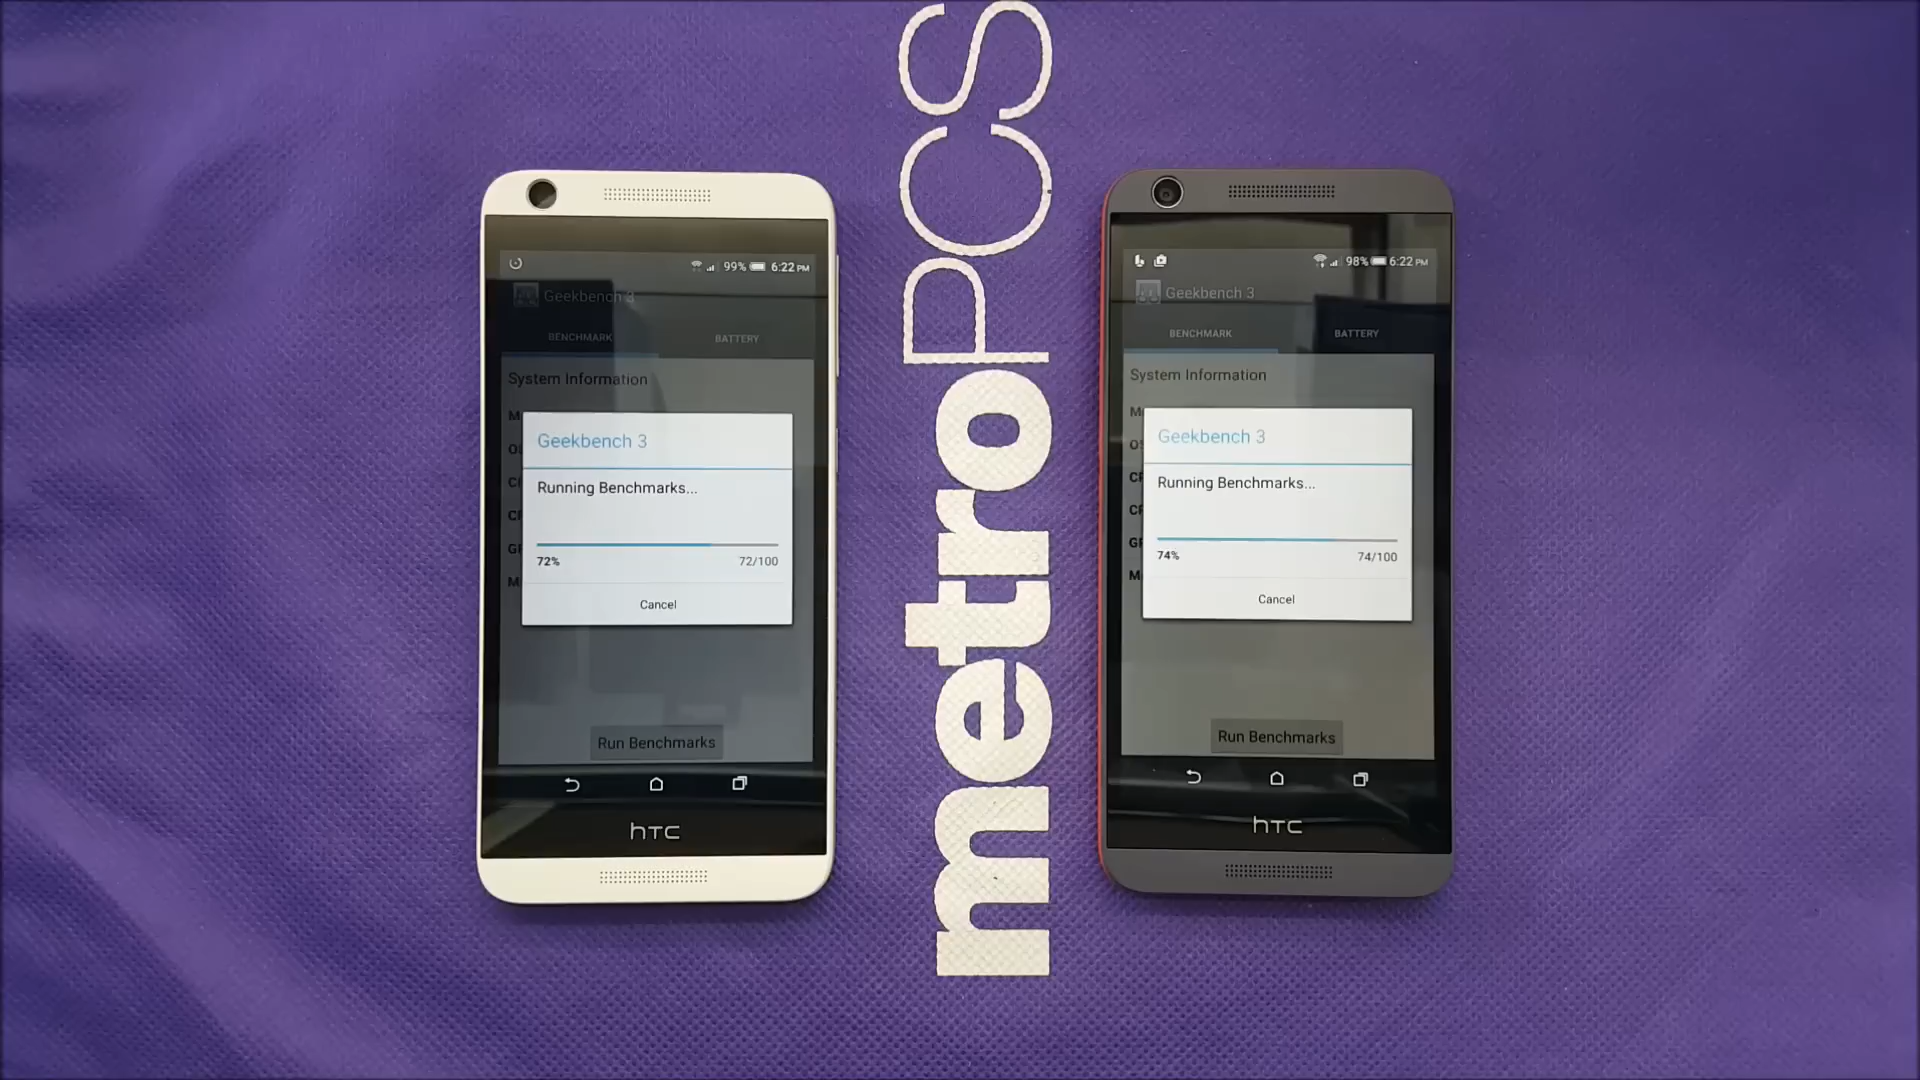 99% 6:22 PM
Geekbench 3
BENCHMARK BATTERY
System Information
Geekbench 3
Running Benchmarks...
72% 72/100
Cancel
Run Benchmarks
hTC
metroPCS
98% 6:22 PM
Geekbench 3
BENCHMARK BATTERY
System Information
Geekbench 3
Running Benchmarks...
74% 74/100
Cancel
Run Benchmarks
hTC